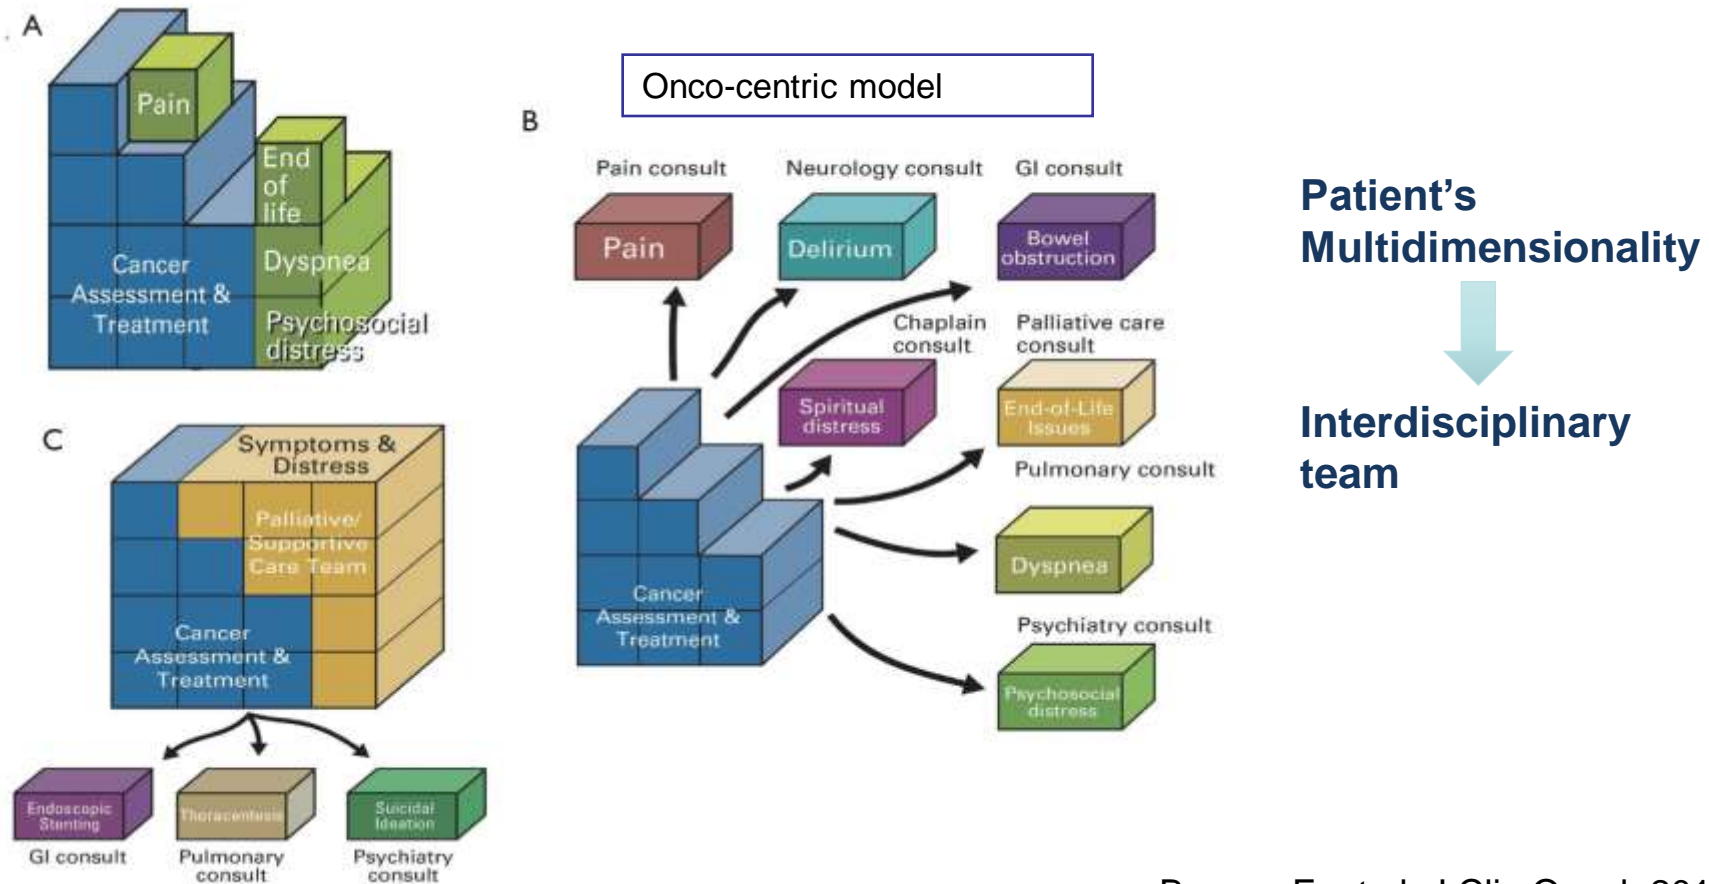 A
Pain
End
of
life
Cancer
Assessment &
Treatment
Dyspnea
Psychosocial
distress
Onco-centric model
B
Pain consult
Neurology consult
GI consult
Pain
Delirium
Bowel
obstruction
Chaplain
consult
Palliative care
consult
Spiritual
distress
End-of-Life
Issues
Pulmonary consult
Dyspnea
Cancer
Assessment &
Treatment
Psychiatry consult
Psychosocial
distress
C
Symptoms &
Distress
Palliative/
Supportive
Care Team
Cancer
Assessment &
Treatment
Endoscopic
Stenting
Thoracentesis
Suicidal
Ideation
GI consult
Pulmonary
consult
Psychiatry
consult
Patient’s
Multidimensionality
Interdisciplinary
team